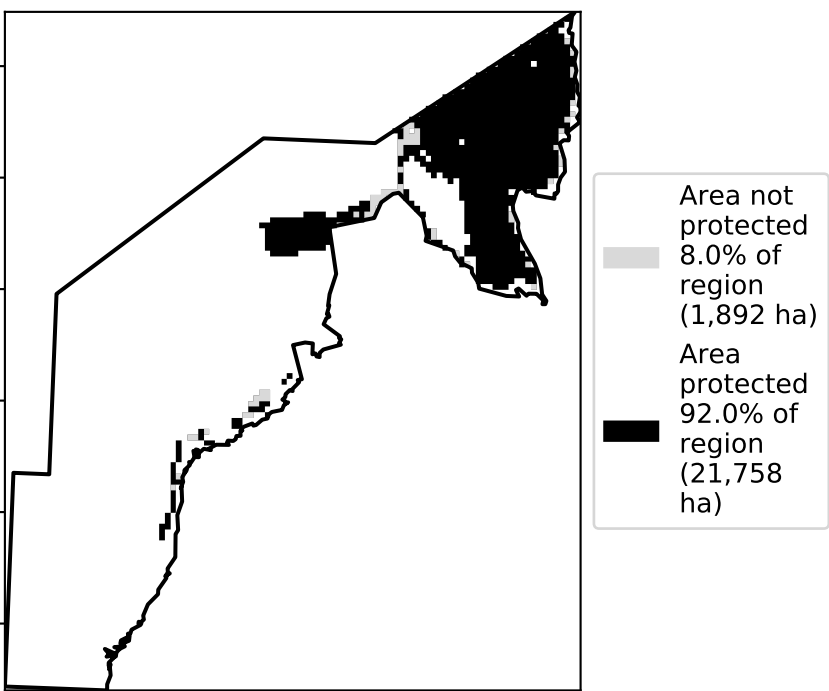 Area not
protected
8.0% of
region
(1,892 ha)
Area
protected
92.0% of
region
(21,758
ha)